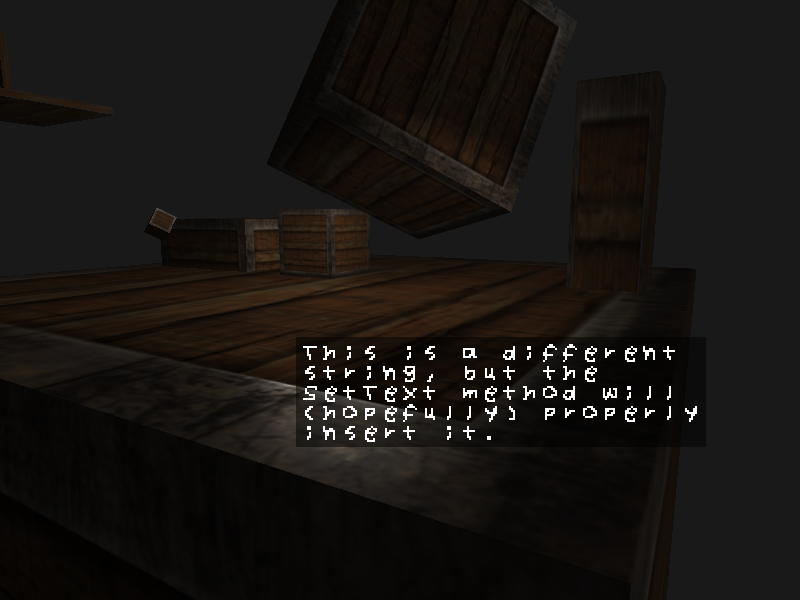 This is a different
string, but the
SetText method will
(hopefully) properly
insert it.